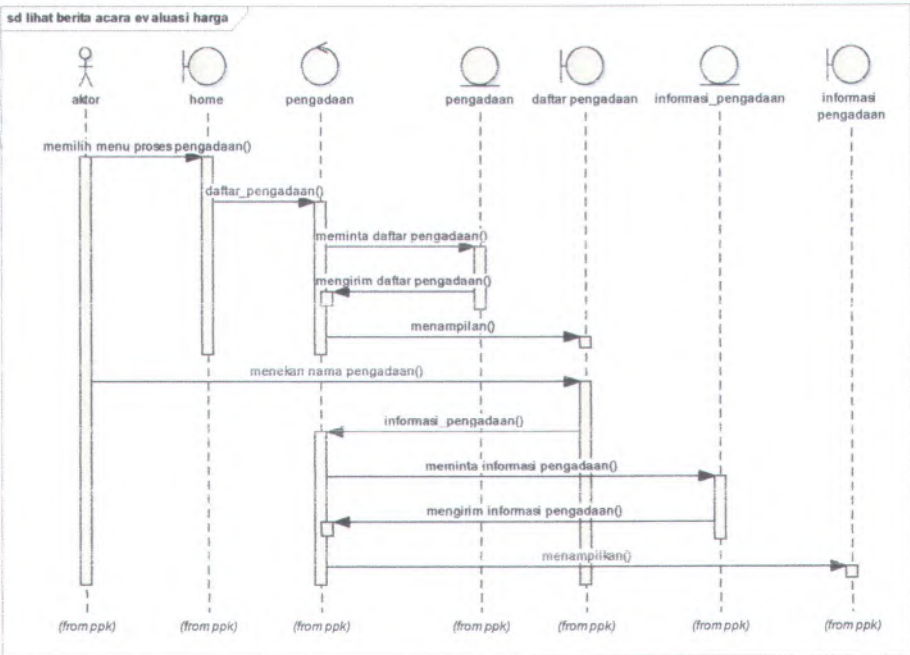 sd lihat berita acara evaluasi harga
aktor
home
pengadaan
pengadaan
daftar pengadaan
informasi_pengadaan
informasi
pengadaan
memilih menu proses pengadaan()
daftar_pengadaan()
meminta daftar pengadaan()
mengirim daftar pengadaan()
menampilan()
menekan nama pengadaan()
informasi_pengadaan()
meminta informasi pengadaan()
mengirim informasi pengadaan()
menampilkan()
(from ppk)
(from ppk)
(from ppk)
(from ppk)
(from ppk)
(from ppk)
(from ppk)